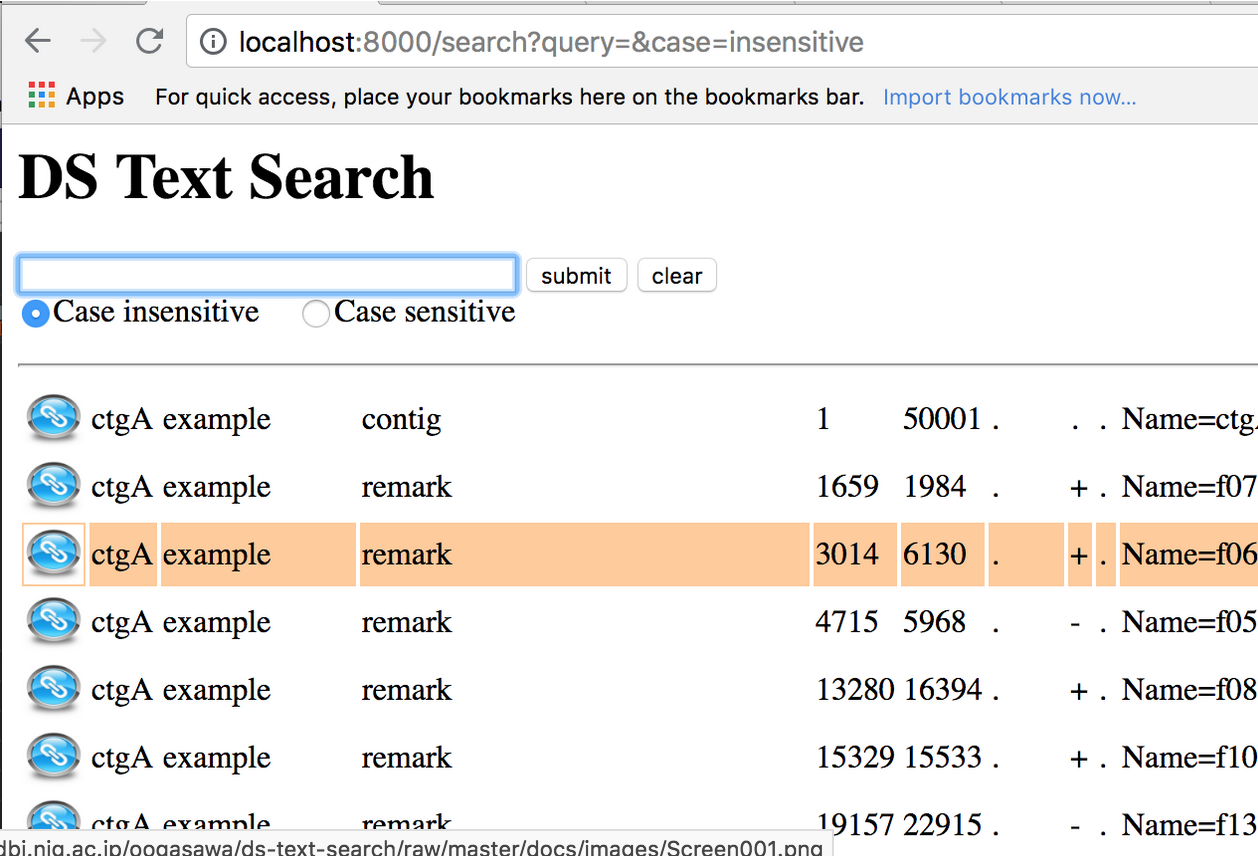 localhost:8000/search?query=&case=insensitive
Apps For quick access, place your bookmarks here on the bookmarks bar. Import bookmarks now...
DS Text Search
submit clear
Case insensitive Case sensitive
ctgA example contig 1 50001 . . . Name=ctgA
ctgA example remark 1659 1984 . + . Name=f07
ctgA example remark 3014 6130 . + . Name=f06
ctgA example remark 4715 5968 . - . Name=f05
ctgA example remark 13280 16394 . + . Name=f08
ctgA example remark 15329 15533 . + . Name=f10
ctgA example remark 19157 22915 . - . Name=f13
dbj.nig.ac.jp/oogasawa/ds-text-search/raw/master/docs/images/Screen001.png